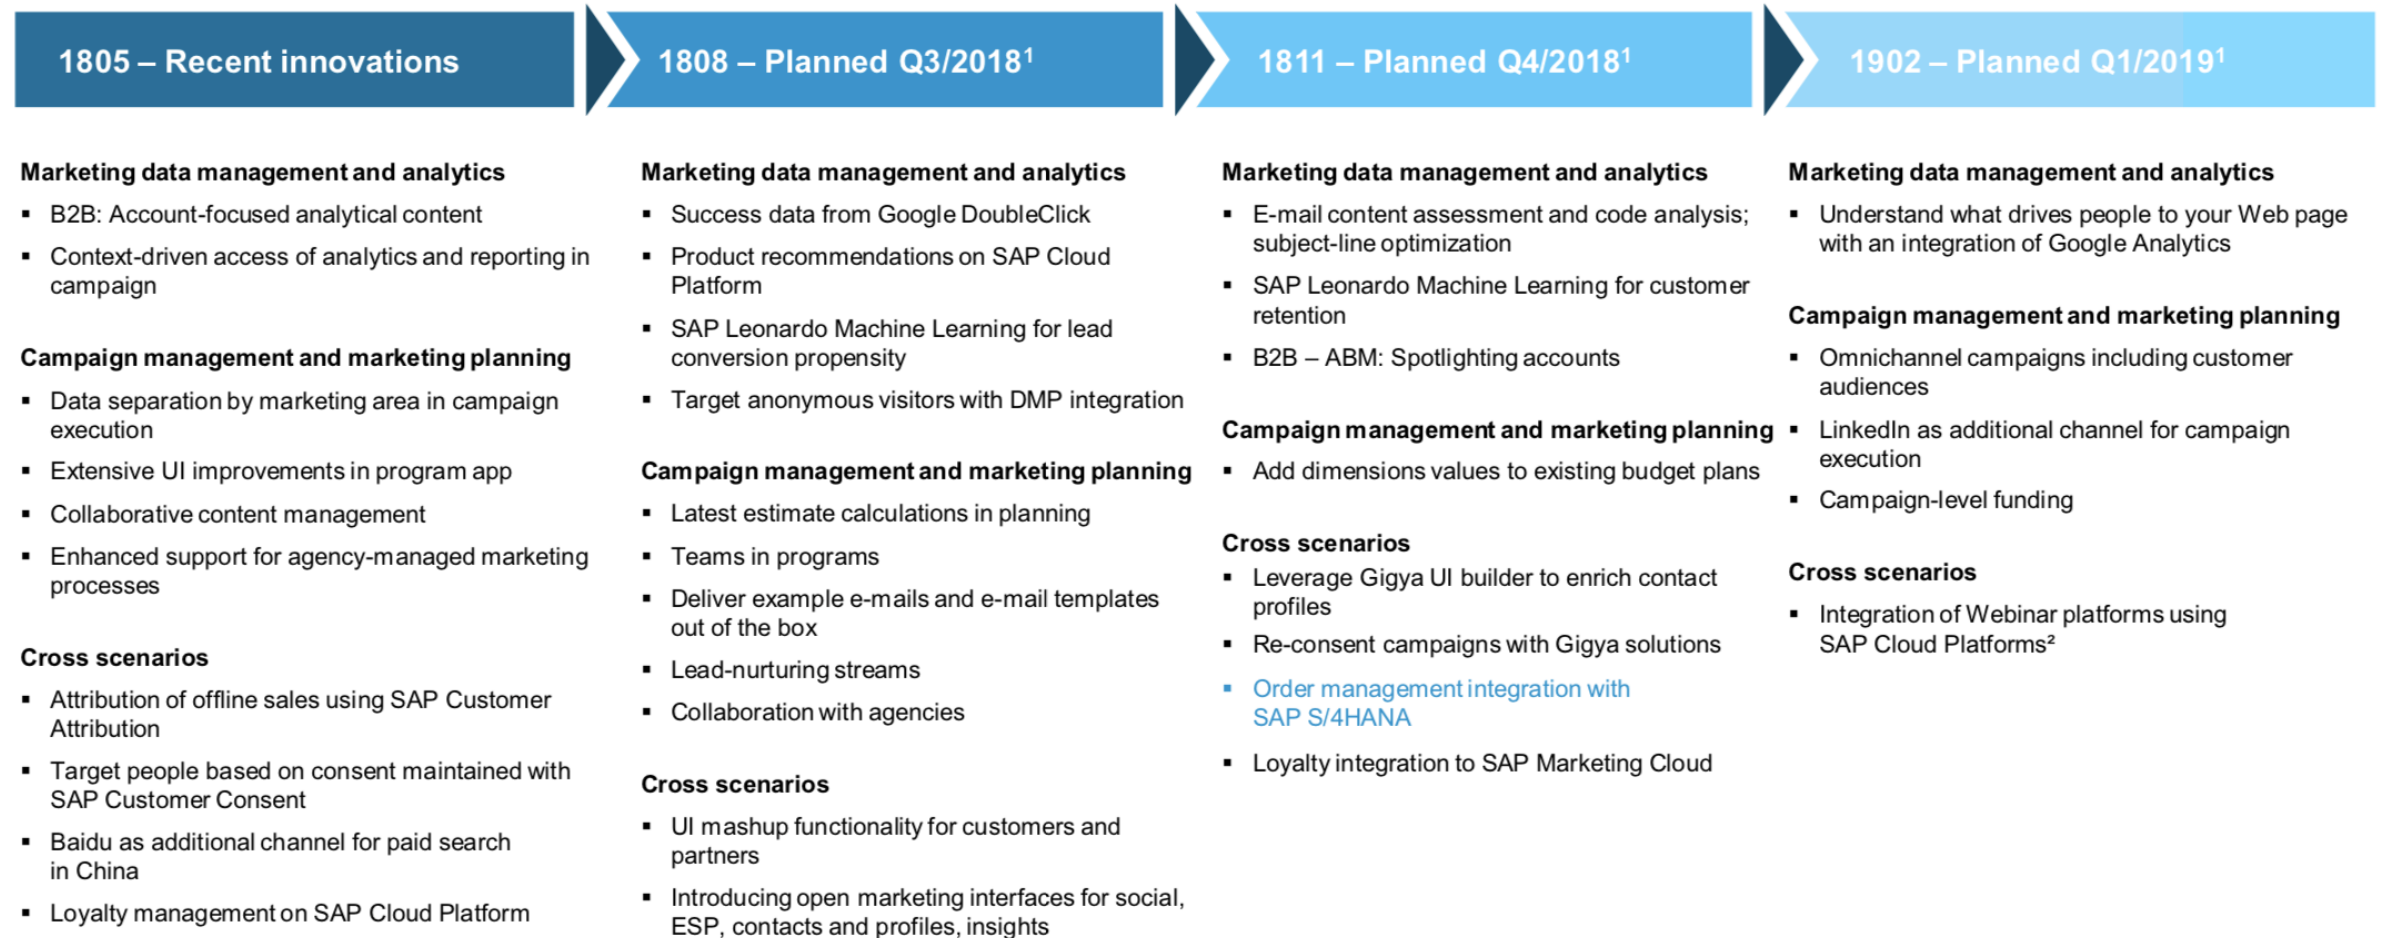 1805 – Recent innovations
1808 – Planned Q3/2018¹
1811 – Planned Q4/2018¹
1902 – Planned Q1/2019¹
Marketing data management and analytics
▪ B2B: Account-focused analytical content
▪ Context-driven access of analytics and reporting in
campaign
Campaign management and marketing planning
▪ Data separation by marketing area in campaign
execution
▪ Extensive UI improvements in program app
▪ Collaborative content management
▪ Enhanced support for agency-managed marketing
processes
Cross scenarios
▪ Attribution of offline sales using SAP Customer
Attribution
▪ Target people based on consent maintained with
SAP Customer Consent
▪ Baidu as additional channel for paid search
in China
▪ Loyalty management on SAP Cloud Platform
Marketing data management and analytics
▪ Success data from Google DoubleClick
▪ Product recommendations on SAP Cloud
Platform
▪ SAP Leonardo Machine Learning for lead
conversion propensity
▪ Target anonymous visitors with DMP integration
Campaign management and marketing planning
▪ Latest estimate calculations in planning
▪ Teams in programs
▪ Deliver example e-mails and e-mail templates
out of the box
▪ Lead-nurturing streams
▪ Collaboration with agencies
Cross scenarios
▪ UI mashup functionality for customers and
partners
▪ Introducing open marketing interfaces for social,
ESP, contacts and profiles, insights
Marketing data management and analytics
▪ E-mail content assessment and code analysis;
subject-line optimization
▪ SAP Leonardo Machine Learning for customer
retention
▪ B2B – ABM: Spotlighting accounts
Campaign management and marketing planning
▪ Add dimensions values to existing budget plans
Cross scenarios
▪ Leverage Gigya UI builder to enrich contact
profiles
▪ Re-consent campaigns with Gigya solutions
▪ Order management integration with
SAP S/4HANA
▪ Loyalty integration to SAP Marketing Cloud
Marketing data management and analytics
▪ Understand what drives people to your Web page
with an integration of Google Analytics
Campaign management and marketing planning
▪ Omnichannel campaigns including customer
audiences
▪ LinkedIn as additional channel for campaign
execution
▪ Campaign-level funding
Cross scenarios
▪ Integration of Webinar platforms using
SAP Cloud Platforms²